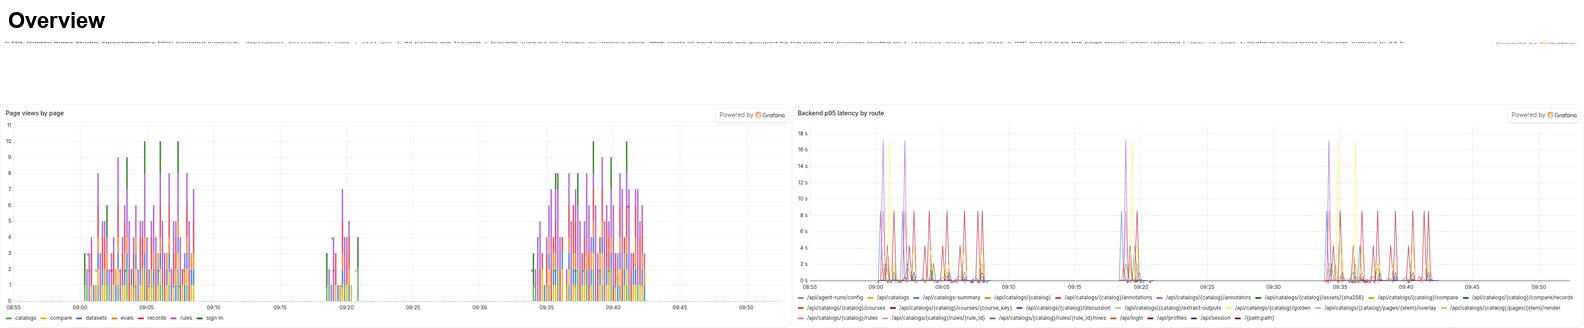 Overview
Page views by page
Powered by Grafana
11
10
9
8
7
6
5
4
3
2
1
0
08:55 09:00 09:05 09:10 09:15 09:20 09:25 09:30 09:35 09:40 09:45 09:50
catalogs compare datasets evals records rules sign-in
Backend p95 latency by route
Powered by Grafana
18 s
16 s
14 s
12 s
10 s
8 s
6 s
4 s
2 s
0 s
08:55 09:00 09:05 09:10 09:15 09:20 09:25 09:30 09:35 09:40 09:45 09:50
/api/agent-runs/config /api/catalogs /api/catalogs-summary /api/catalogs/{catalog} /api/catalogs/{catalog}/annotations /api/catalogs/{catalog}/annotators /api/catalogs/{catalog}/assets/{sha256} /api/catalogs/{catalog}/compare /api/catalogs/{catalog}/compare/records
/api/catalogs/{catalog}/courses /api/catalogs/{catalog}/courses/{course_key} /api/catalogs/{catalog}/discussion /api/catalogs/{catalog}/extract-outputs /api/catalogs/{catalog}/golden /api/catalogs/{catalog}/pages/{stem}/overlay /api/catalogs/{catalog}/pages/{stem}/render
/api/catalogs/{catalog}/rules /api/catalogs/{catalog}/rules/{rule_id} /api/catalogs/{catalog}/rules/{rule_id}/rows /api/login /api/profiles /api/session /{path:path}